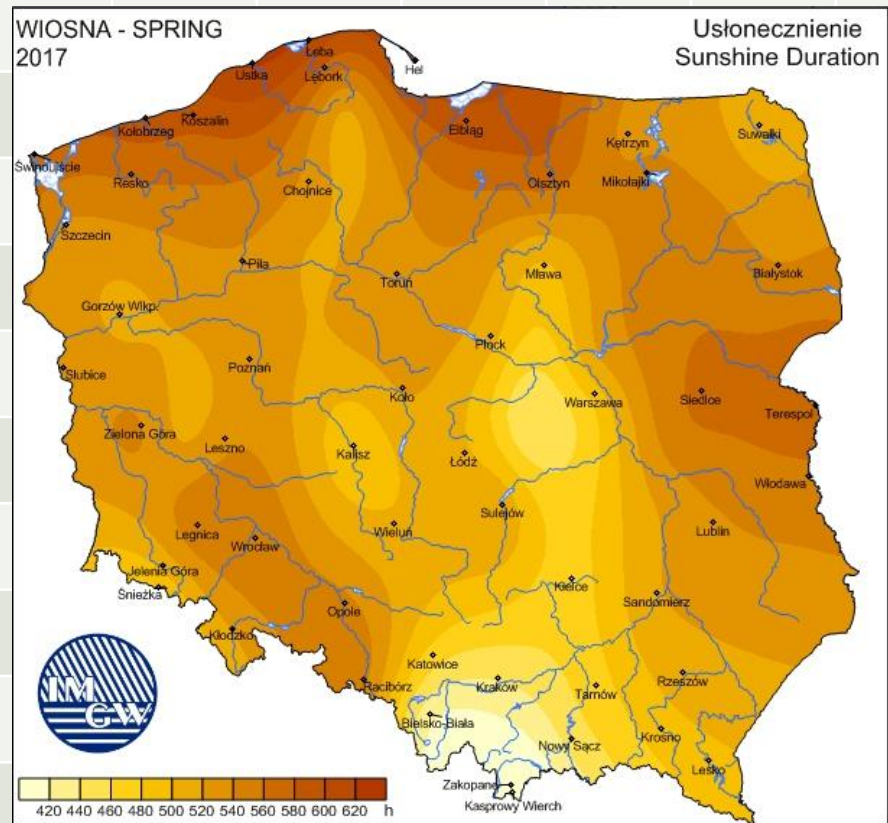 WIOSNA - SPRING
2017
Usłonecznienie
Sunshine Duration
Łeba
Hel
Ustka
Lębork
Koszalin
Kołobrzeg
Elbląg
Kętrzyn
Suwałki
Świnoujście
Resko
Chojnice
Olsztyn
Mikołajki
Szczecin
Piła
Toruń
Mława
Białystok
Gorzów Wlkp.
Płock
Słubice
Poznań
Koło
Warszawa
Siedlce
Terespol
Zielona Góra
Leszno
Kalisz
Łódź
Włodawa
Sulejów
Legnica
Wrocław
Wieluń
Lublin
Jelenia Góra
Śnieżka
Kielce
Opole
Sandomierz
Kłodzko
Katowice
Racibórz
Kraków
Tarnów
Rzeszów
Bielsko-Biała
Nowy Sącz
Krosno
Lesko
Zakopane
Kasprowy Wierch
IM
GW
420 440 460 480 500 520 540 560 580 600 620 h